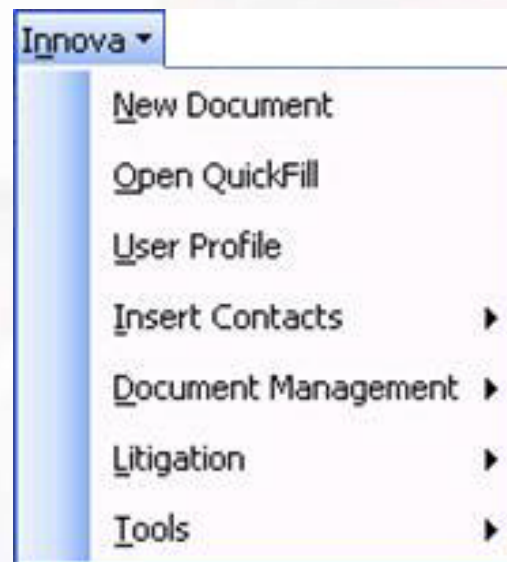 Innova
New Document
Open QuickFill
User Profile
Insert Contacts
Document Management
Litigation
Tools